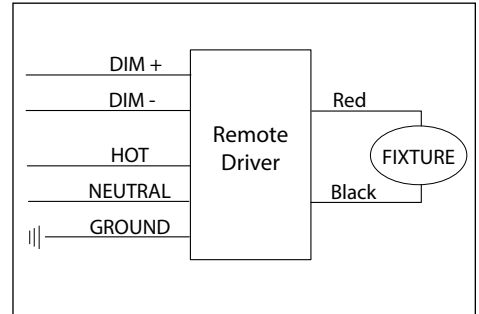 DIM +
DIM -
HOT
NEUTRAL
GROUND
Remote
Driver
Red
Black
FIXTURE